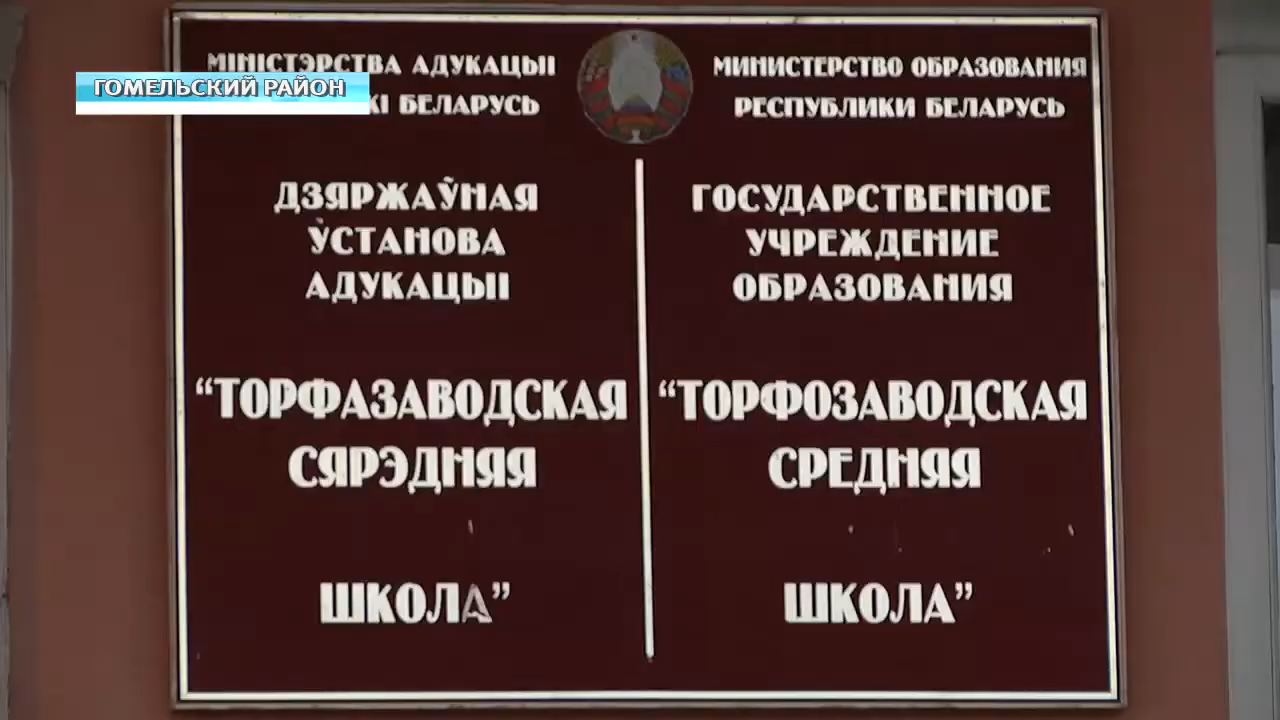 ГОМЕЛЬСКИЙ РАЙОН
МІНІСТЭРСТВА АДУКАЦЫІ
БЕЛАРУСЬ
ДЗЯРЖАЎНАЯ
ЎСТАНОВА
АДУКАЦЫІ
“ТОРФАЗАВОДСКАЯ
СЯРЭДНЯЯ
ШКОЛА”
МИНИСТЕРСТВО ОБРАЗОВАНИЯ
РЕСПУБЛИКИ БЕЛАРУСЬ
ГОСУДАРСТВЕННОЕ
УЧРЕЖДЕНИЕ
ОБРАЗОВАНИЯ
“ТОРФОЗАВОДСКАЯ
СРЕДНЯЯ
ШКОЛА”